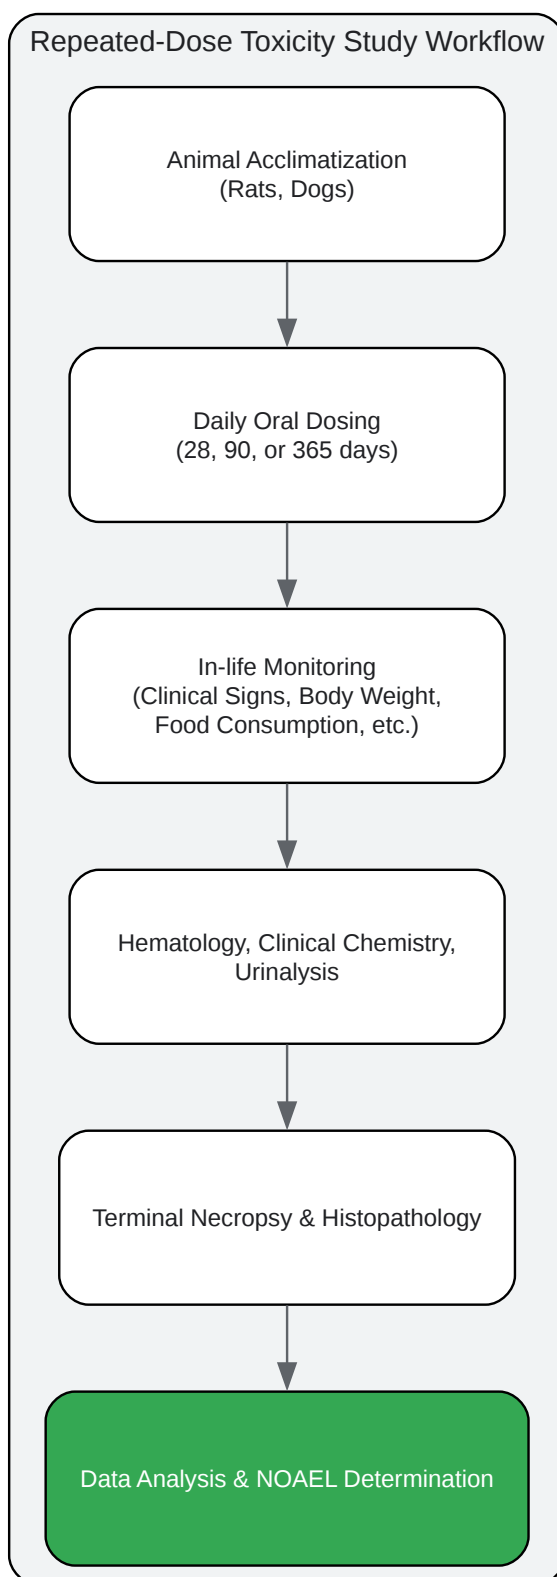 Repeated-Dose Toxicity Study Workflow
Animal Acclimatization
(Rats, Dogs)
Daily Oral Dosing
(28, 90, or 365 days)
In-life Monitoring
(Clinical Signs, Body Weight,
Food Consumption, etc.)
Hematology, Clinical Chemistry,
Urinalysis
Terminal Necropsy & Histopathology
Data Analysis & NOAEL Determination